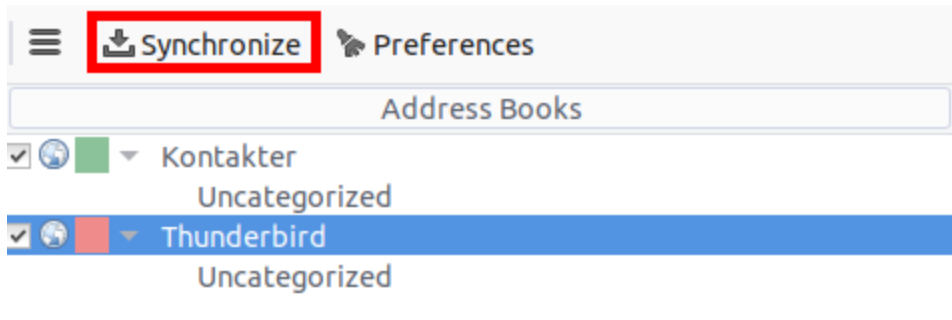 Synchronize Preferences
Address Books
Kontakter
Uncategorized
Thunderbird
Uncategorized